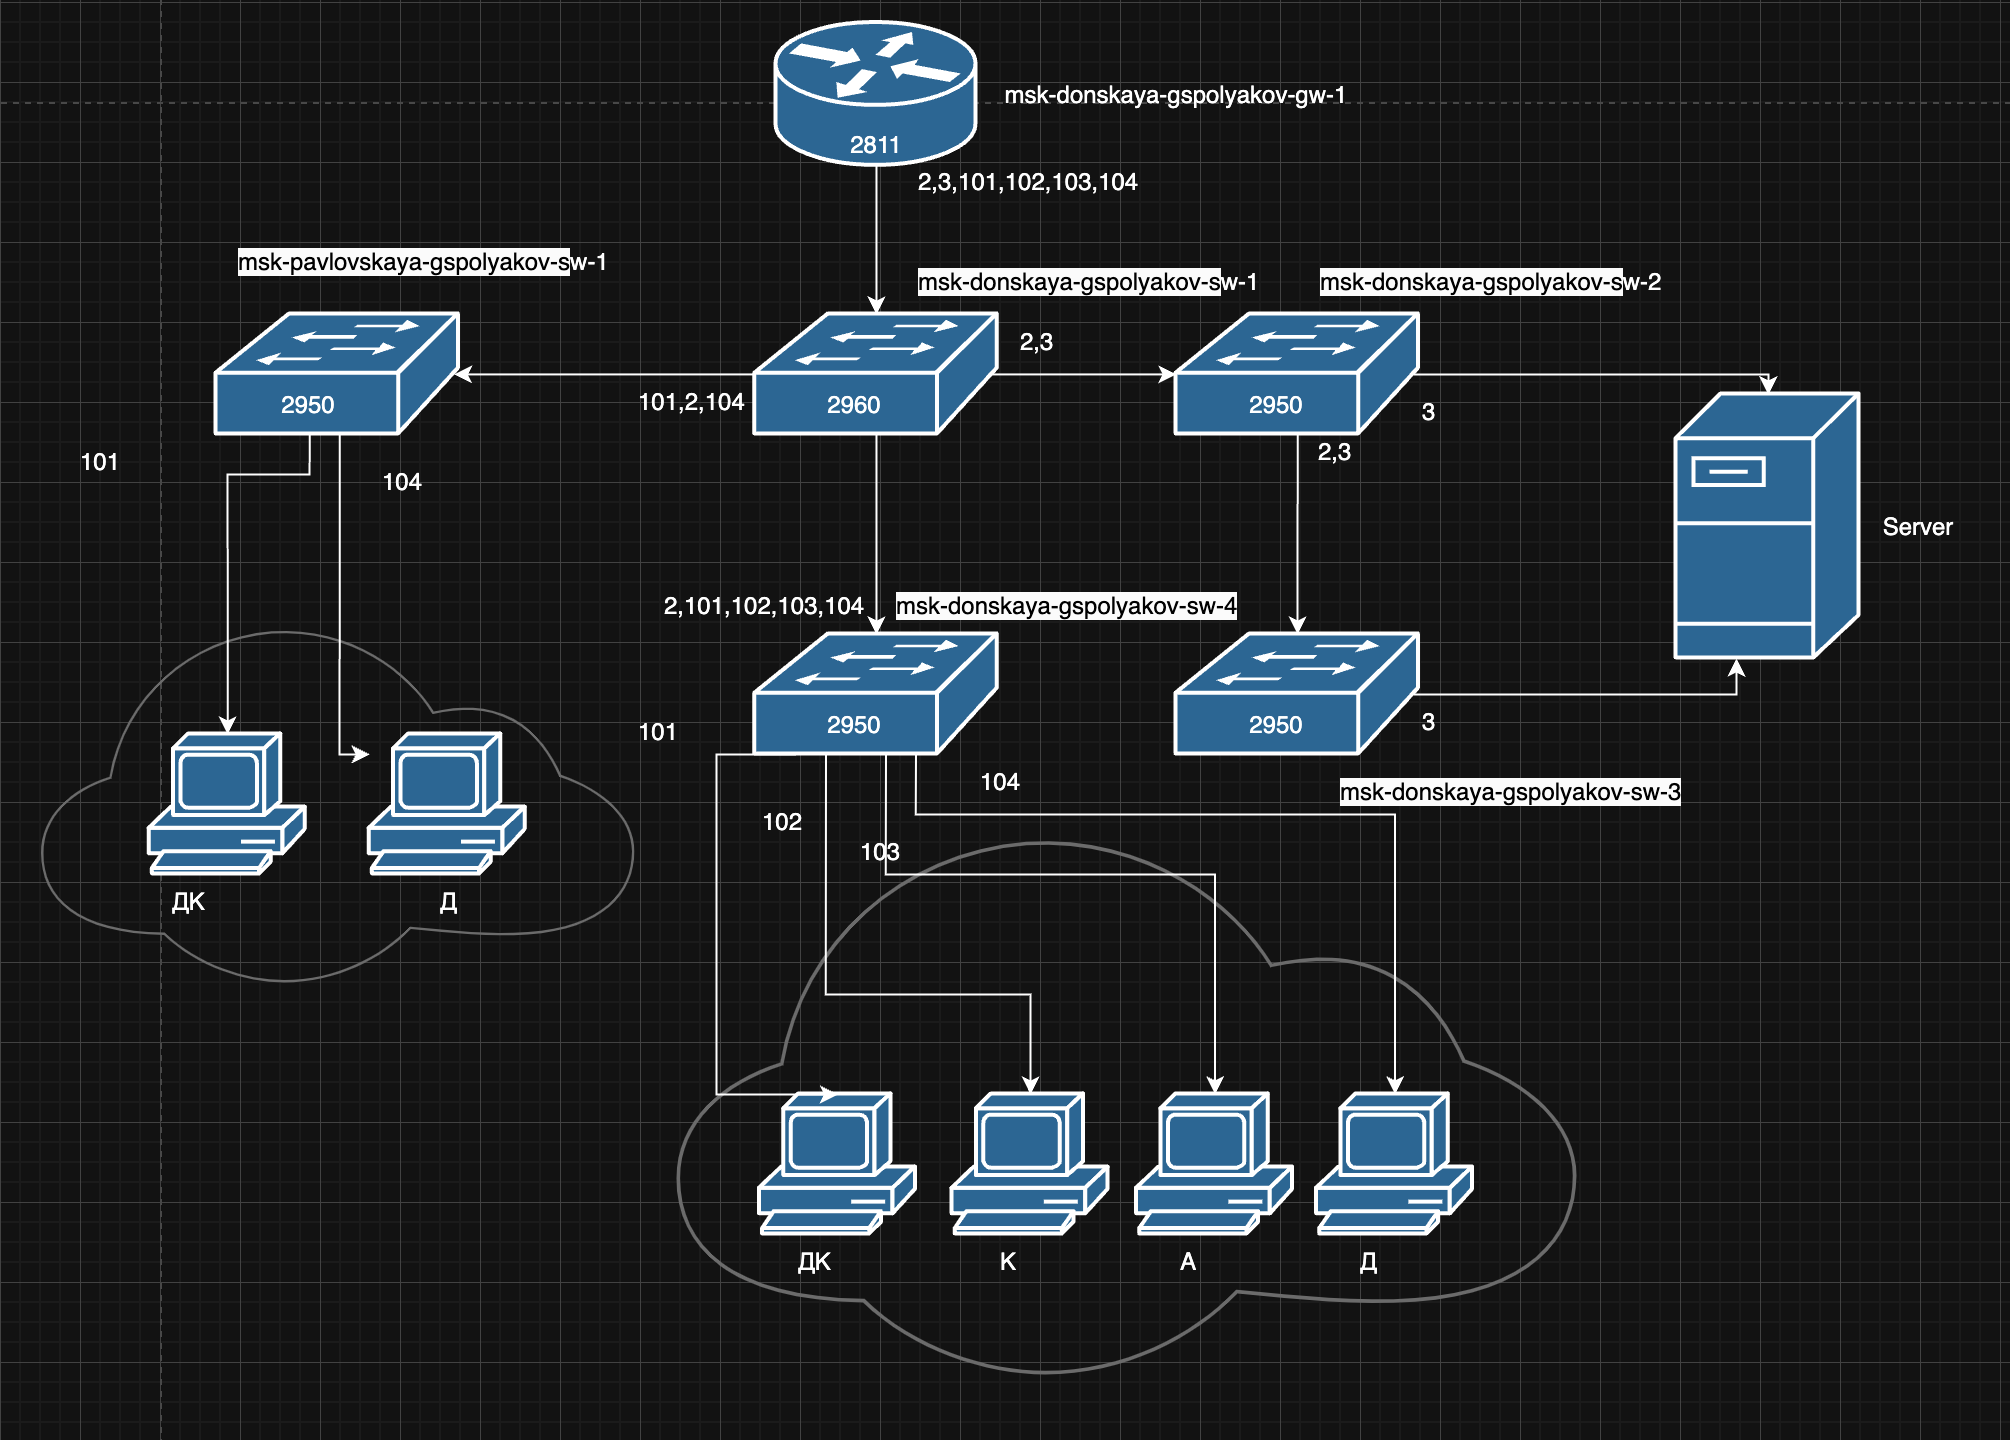 msk-donskaya-gspolyakov-gw-1
2811
2,3,101,102,103,104
msk-pavlovskaya-gspolyakov-sw-1
msk-donskaya-gspolyakov-sw-1
msk-donskaya-gspolyakov-sw-2
2,3
2950
101,2,104
2960
2950
3
2,3
101
104
Server
2,101,102,103,104
msk-donskaya-gspolyakov-sw-4
101
2950
2950
3
104
msk-donskaya-gspolyakov-sw-3
102
103
ДК
Д
ДК
К
А
Д